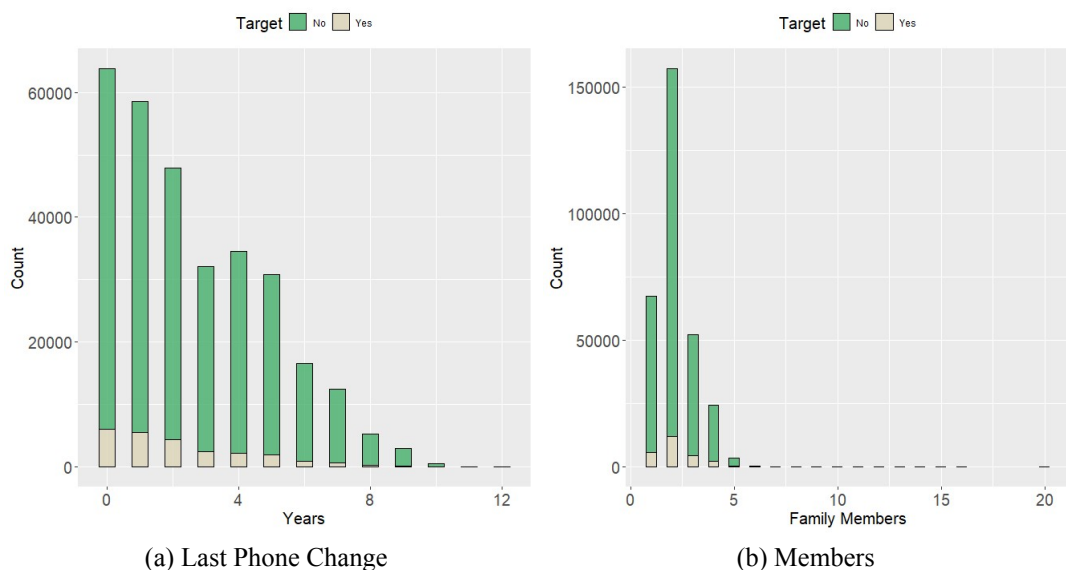 Target No Yes
60000
40000
20000
0
Count
0 4 8 12
Years
(a) Last Phone Change
Target No Yes
150000
100000
50000
0
Count
0 5 10 15 20
Family Members
(b) Members